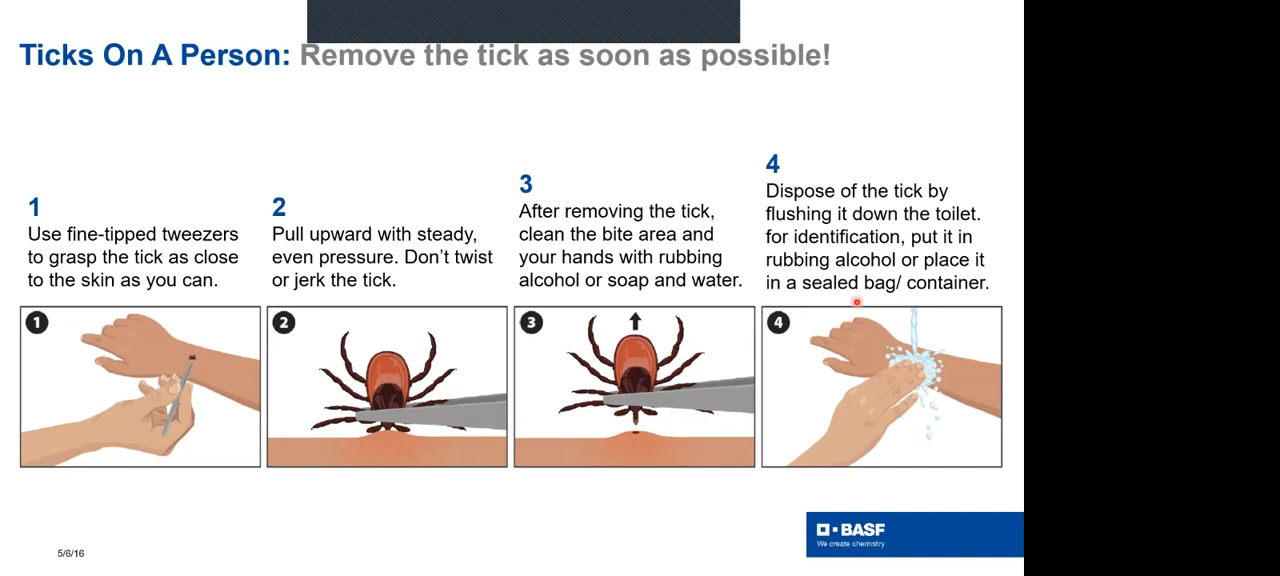 Ticks On A Person: Remove the tick as soon as possible!
1
Use fine-tipped tweezers
to grasp the tick as close
to the skin as you can.
2
Pull upward with steady,
even pressure. Don't twist
or jerk the tick.
3
After removing the tick,
clean the bite area and
your hands with rubbing
alcohol or soap and water.
4
Dispose of the tick by
flushing it down the toilet.
for identification, put it in
rubbing alcohol or place it
in a sealed bag/ container.
1
2
3
4
BASF
We create chemistry
5/6/16